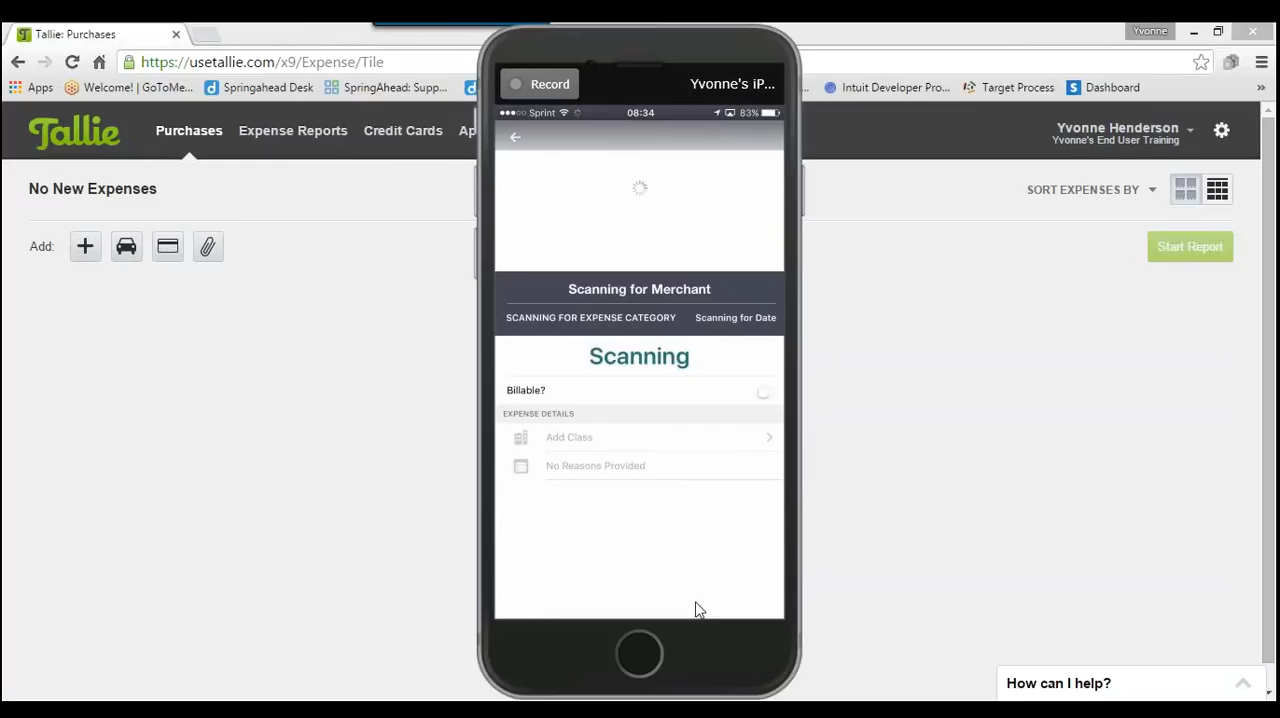 Tallie: Purchases
Yvonne
https://usetallie.com/x9/Expense/Tile
Apps
Welcome! (GoToMe...
Springahead Desk
SpringAhead: Supp...
Intuit Developer Pro...
Target Process
Dashboard
Tallie
Purchases
Expense Reports
Credit Cards
Ap
Yvonne Henderson
Yvonne's End User Training
No New Expenses
SORT EXPENSES BY
Add:
Start Report
Record
Yvonne's iP...
Sprint
08:34
83%
Scanning for Merchant
SCANNING FOR EXPENSE CATEGORY
Scanning for Date
Scanning
Billable?
EXPENSE DETAILS
Add Class
No Reasons Provided
How can I help?